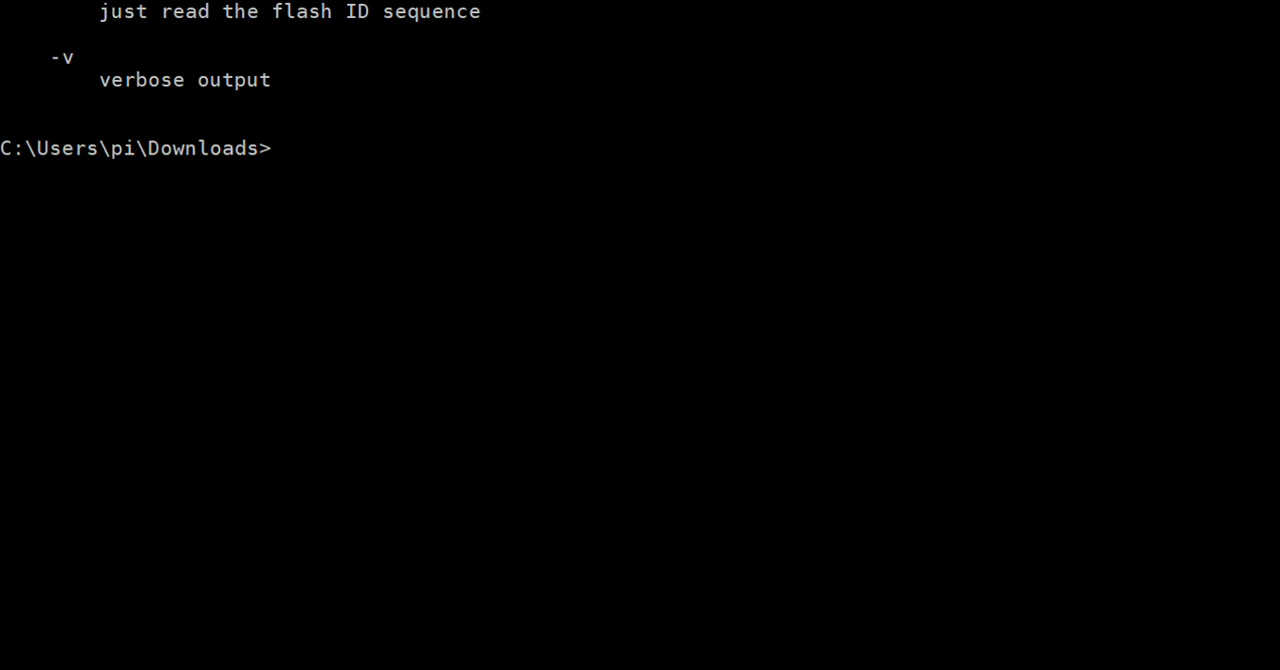 just read the flash ID sequence
-v
verbose output
C:\Users\pi\Downloads>